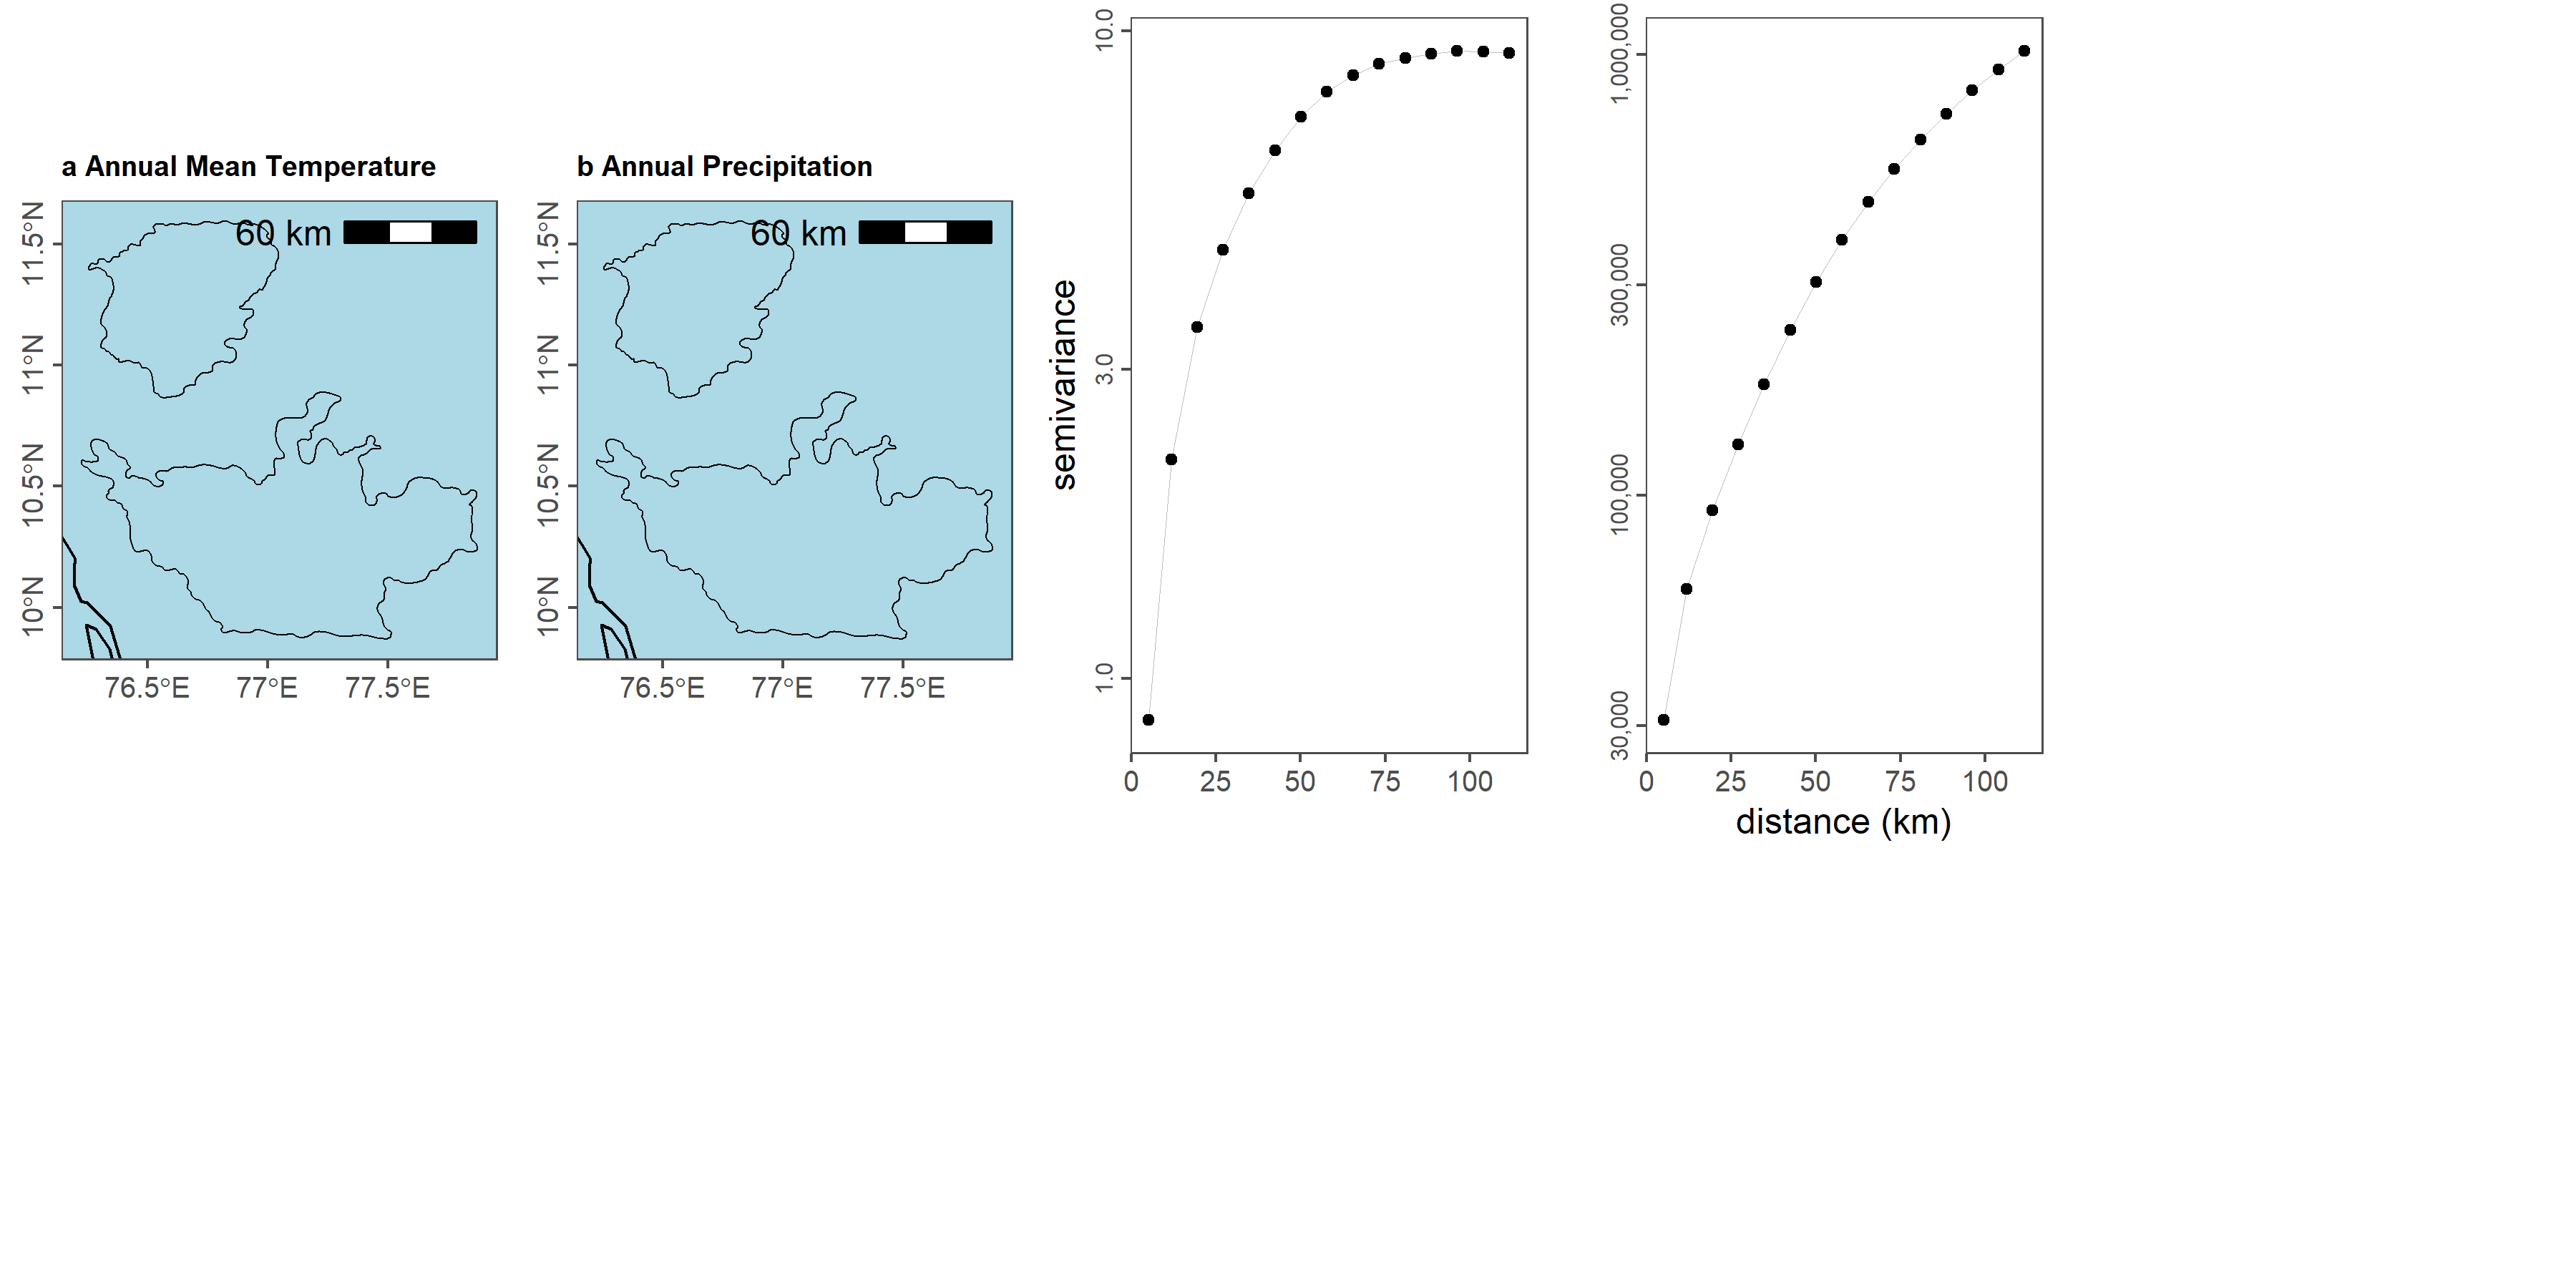 a Annual Mean Temperature
60 km
11.5°N
11°N
10.5°N
10°N
76.5°E 77°E 77.5°E
b Annual Precipitation
60 km
11.5°N
11°N
10.5°N
10°N
76.5°E 77°E 77.5°E
semivariance
10.0
3.0
1.0
0 25 50 75 100
1,000,000
300,000
100,000
30,000
0 25 50 75 100
distance (km)